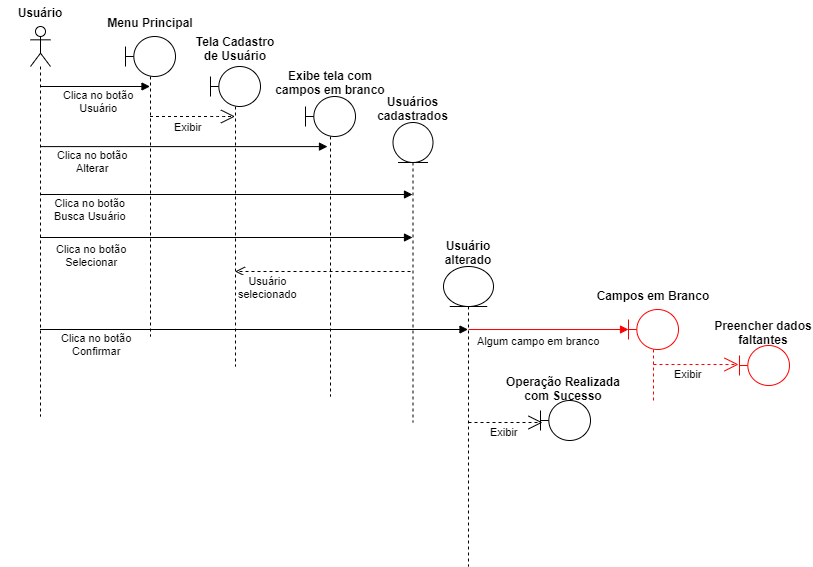 Usuário
Menu Principal
Tela Cadastro
de Usuário
Exibe tela com
campos em branco
Usuários
cadastrados
Clica no botão
Usuário
Exibir
Clica no botão
Alterar
Clica no botão
Busca Usuário
Clica no botão
Selecionar
Usuário
alterado
Usuário
selecionado
Campos em Branco
Clica no botão
Confirmar
Algum campo em branco
Preencher dados
faltantes
Exibir
Operação Realizada
com Sucesso
Exibir